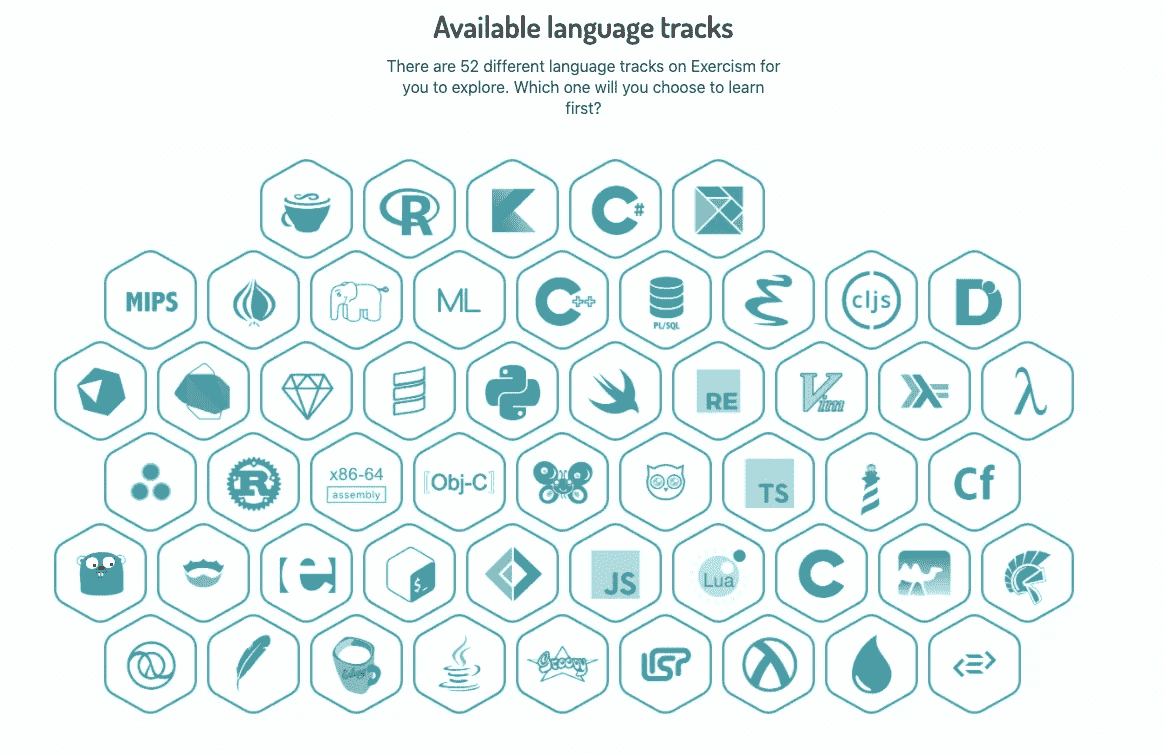 Available language tracks
There are 52 different language tracks on Exercism for
you to explore. Which one will you choose to learn
first?
R
C#
MIPS
ML
C++
PL/SQL
cljs
D
RE
Vim
λ
R
x86-64
assembly
[Obj-C]
TS
Cf
e
$_
JS
Lua
C
Groovy
LISP